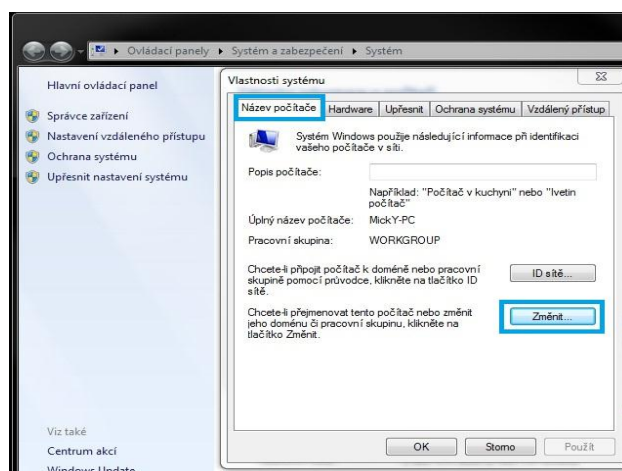 Ovládací panely ▸ Systém a zabezpečení ▸ Systém
Hlavní ovládací panel
Správce zařízení
Nastavení vzdáleného přístupu
Ochrana systému
Upřesnit nastavení systému
Viz také
Centrum akcí
Windows Update
Vlastnosti systému
Název počítače Hardware Upřesnit Ochrana systému Vzdálený přístup
Systém Windows použije následující informace při identifikaci
vašeho počítače v síti.
Popis počítače:
Například: "Počítač v kuchyni" nebo "Ivetin
počítač"
Úplný název počítače: MickY-PC
Pracovní skupina: WORKGROUP
Chcete-li připojit počítač k doméně nebo pracovní
skupině pomocí průvodce, klikněte na tlačítko ID
sítě.
ID sítě...
Chcete-li přejmenovat tento počítač nebo změnit
jeho doménu či pracovní skupinu, klikněte na
tlačítko Změnit.
Změnit...
OK Storno Použít